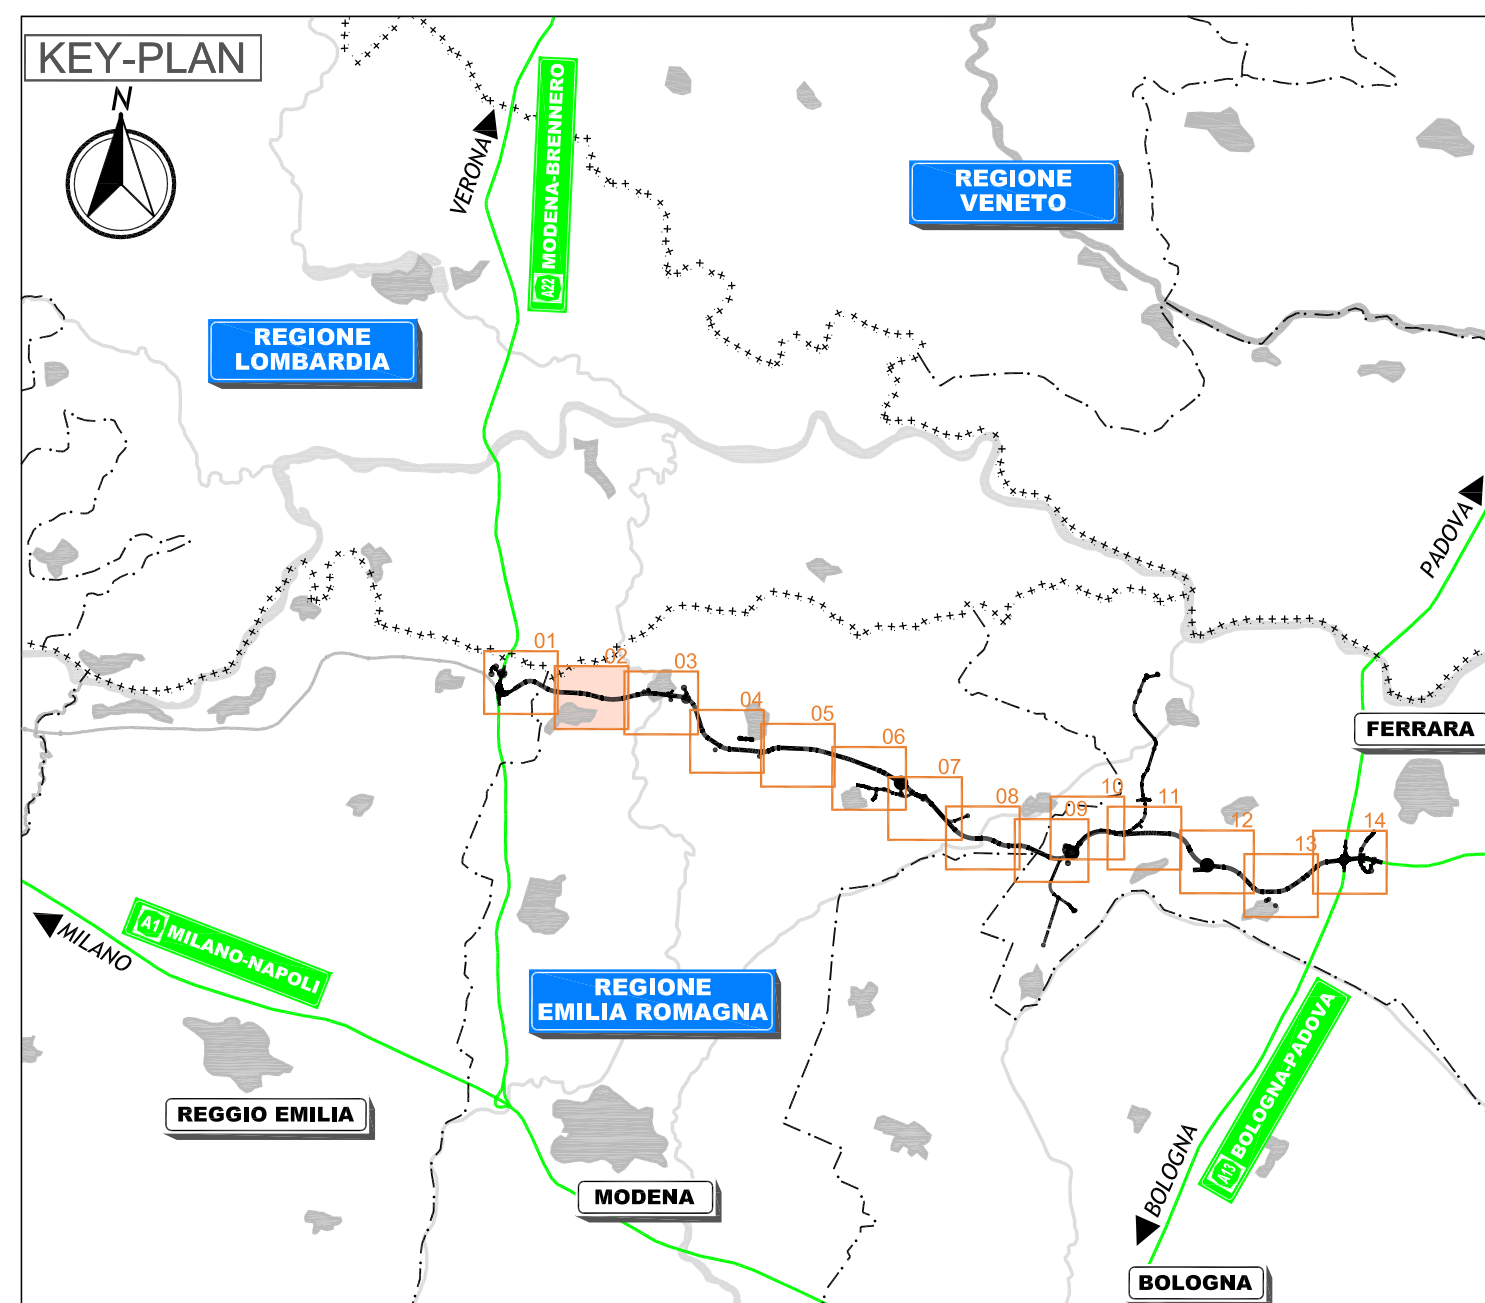 KEY-PLAN
N
VERONA
A22 MODENA-BRENNERO
REGIONE
VENETO
REGIONE
LOMBARDIA
PADOVA
01
02
03
04
05
06
07
08
09
10
11
12
13
14
FERRARA
MILANO
A1 MILANO-NAPOLI
REGIONE
EMILIA ROMAGNA
A13 BOLOGNA-PADOVA
REGGIO EMILIA
MODENA
BOLOGNA
BOLOGNA